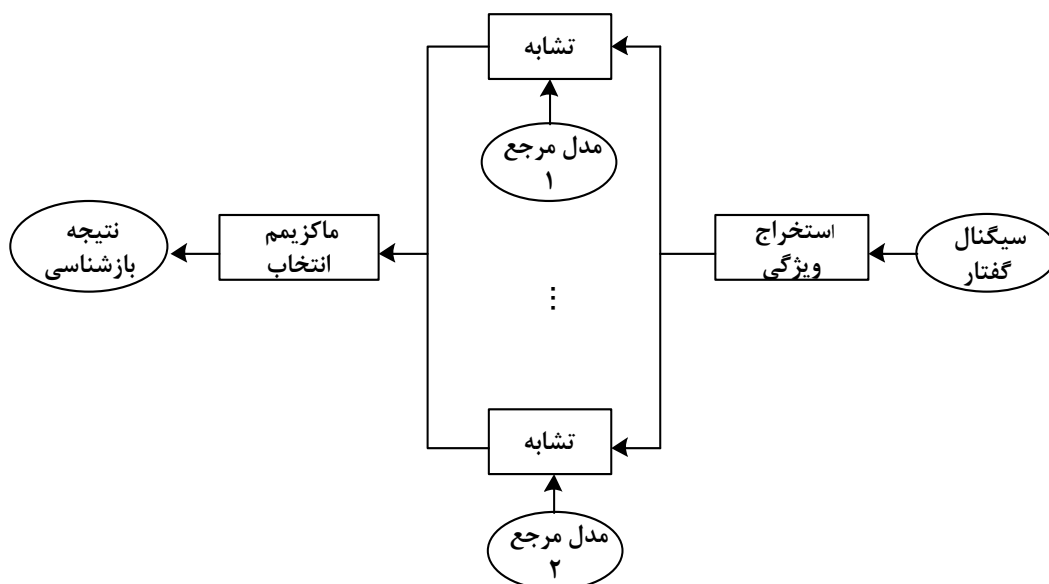 تشابه
مدل مرجع
۱
سیگنال
گفتار
استخراج
ویژگی
ماکزیمم
انتخاب
نتیجه
بازشناسی
...
تشابه
مدل مرجع
۲